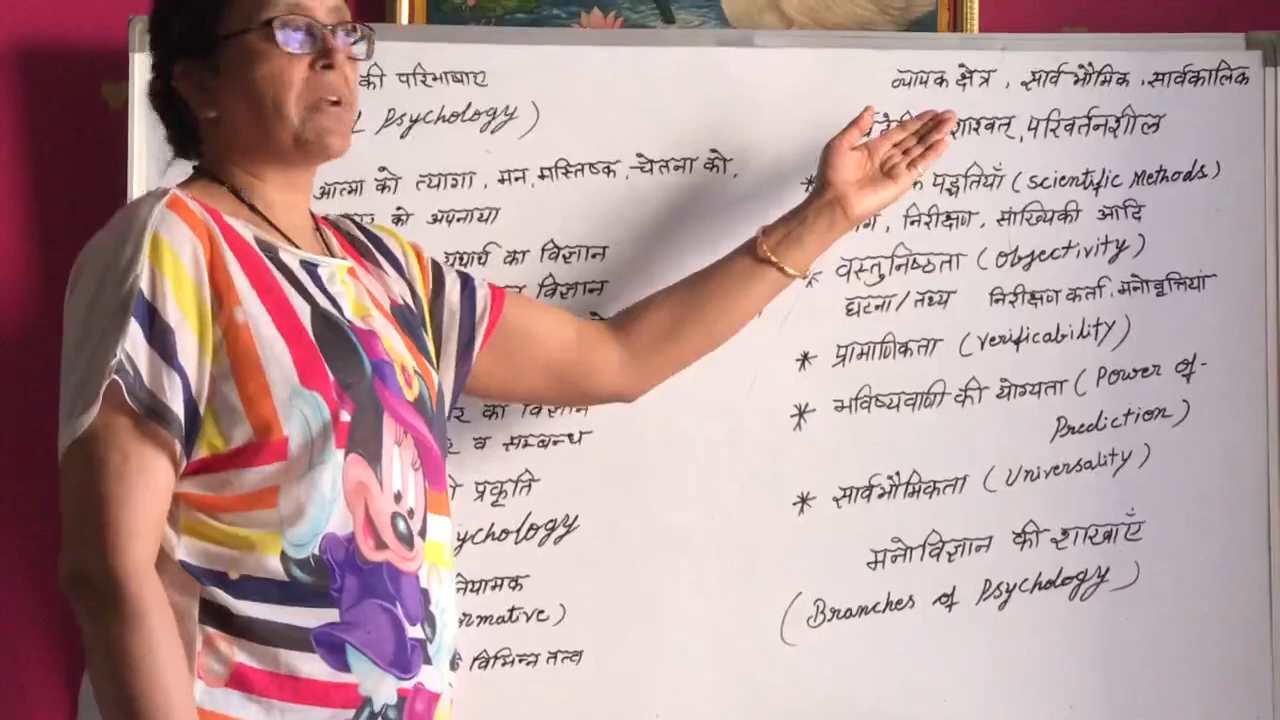 की परिभाषाए
Psychology)
आत्मा को त्यागा, मन, मस्तिष्क, चेतना को,
को अपनाया
यथार्थ का विज्ञान
विज्ञान
का विज्ञान
व सम्बन्ध
प्रकृति
ychology
नियामक
rmative)
विभिन्न तत्व
व्यापक क्षेत्र, सार्वभौमिक, सार्वकालिक
शाश्वत्, परिवर्तनशील
* पद्धतियाँ (Scientific Methods)
निरीक्षण, सांख्यिकी आदि
* वस्तुनिष्ठता (Objectivity)
घटना/तथ्य निरीक्षण कर्ता, मनोवृत्तियां
* प्रामाणिकता (Verificability)
* भविष्यवाणी की योग्यता (Power of-
Prediction)
* सार्वभौमिकता (Universality)
मनोविज्ञान की शाखाएँ
(Branches of Psychology)